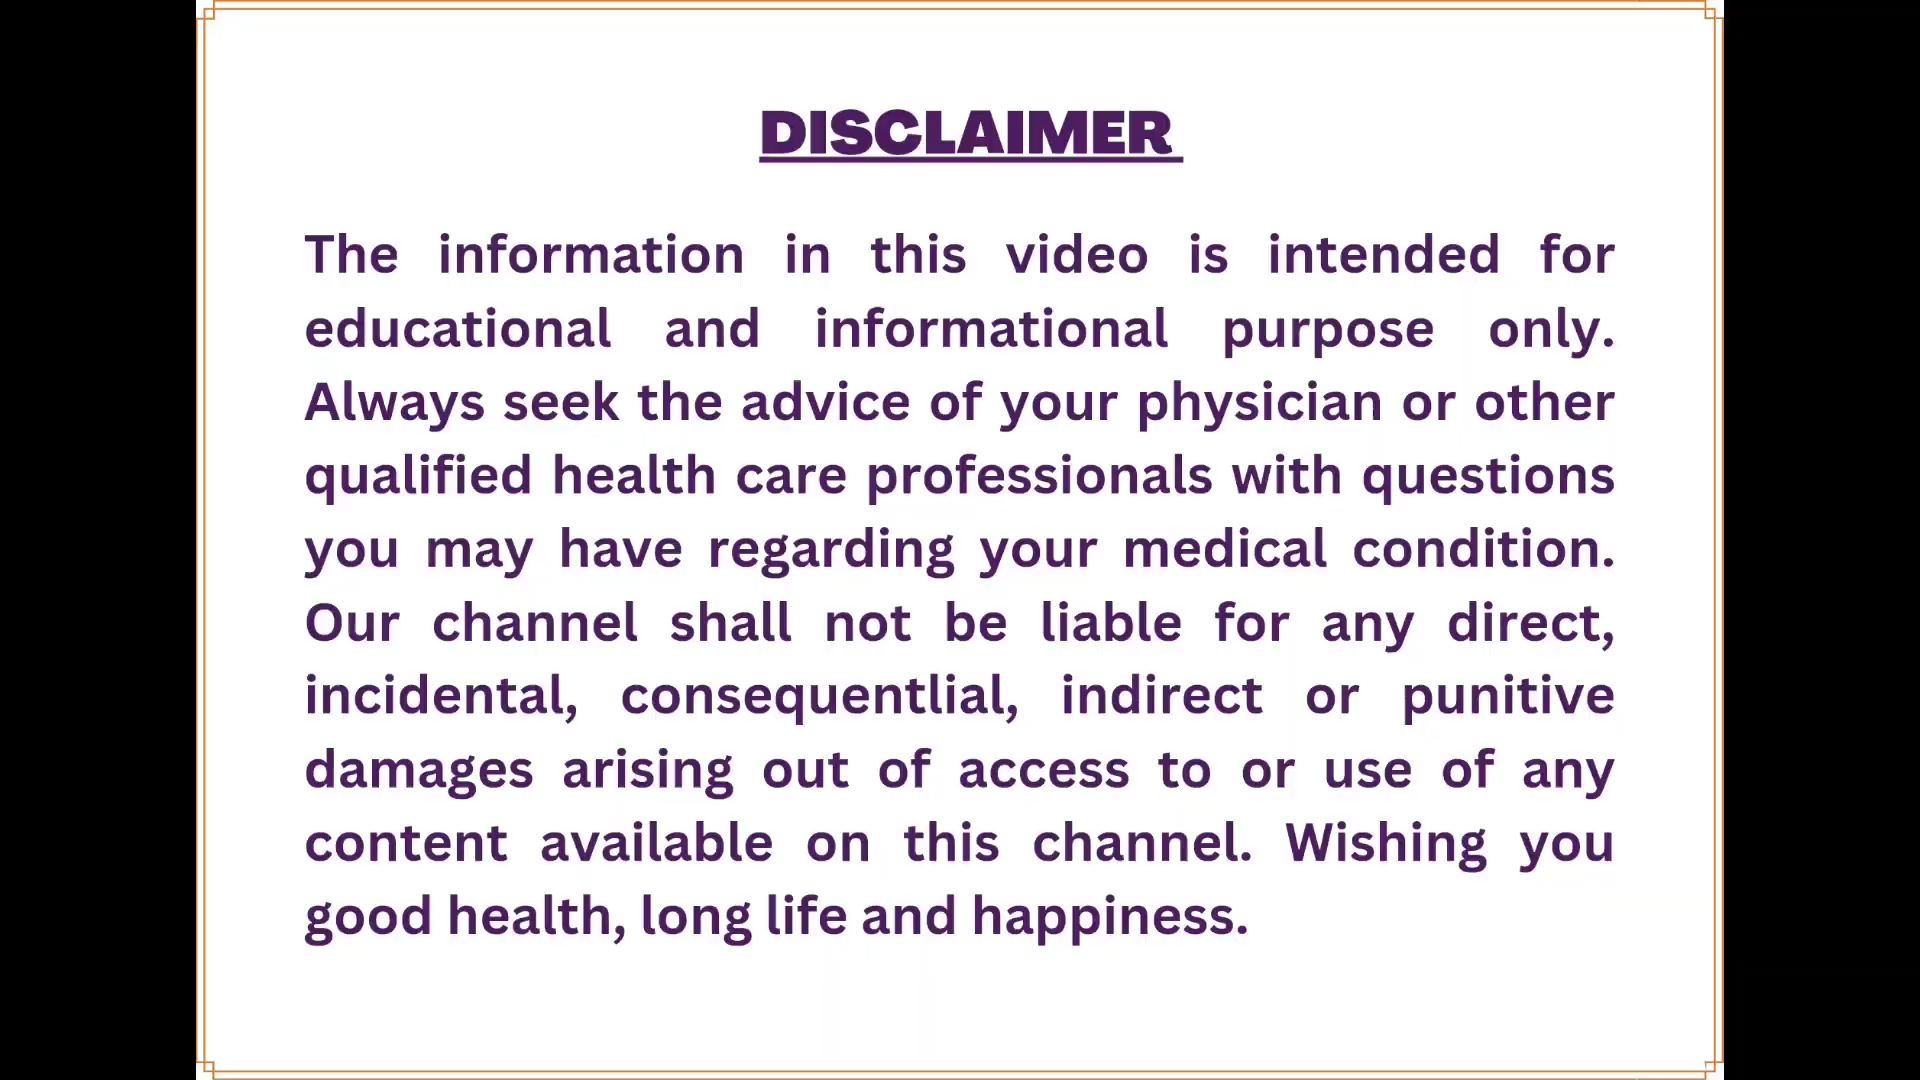 DISCLAIMER
The information in this video is intended for
educational and informational purpose only.
Always seek the advice of your physician or other
qualified health care professionals with questions
you may have regarding your medical condition.
Our channel shall not be liable for any direct,
incidental, consequentlial, indirect or punitive
damages arising out of access to or use of any
content available on this channel. Wishing you
good health, long life and happiness.